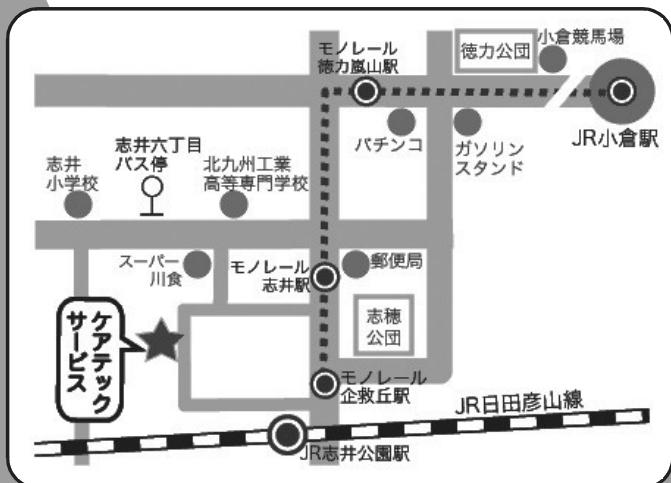 モノレール
徳力嵐山駅
徳力公団
小倉競馬場
JR小倉駅
パチンコ
ガソリン
スタンド
志井六丁目
バス停
志井
小学校
北九州工業
高等専門学校
スーパー
川食
モノレール
志井駅
郵便局
志穂
公団
ケアテック
サービス
モノレール
企救丘駅
JR日田彦山線
JR志井公園駅